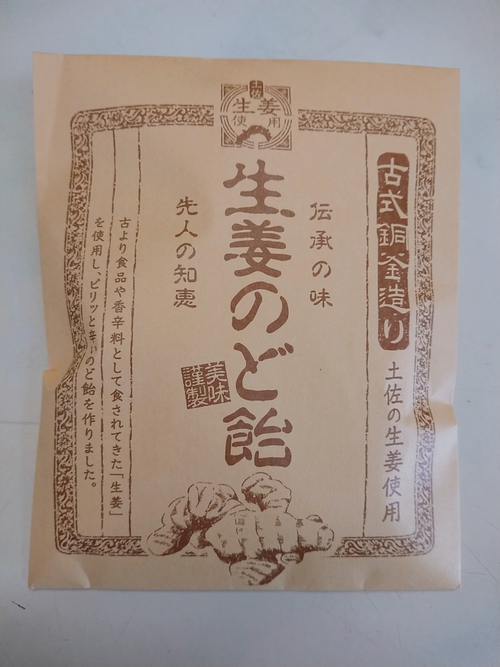 土佐
生姜
使用
古式銅釜造り
土佐の生姜使用
伝承の味
生姜のど飴
美味
謹製
先人の知恵
古より食品や香辛料として食されてきた「生姜」
を使用し、ピリッと辛いのど飴を作りました。